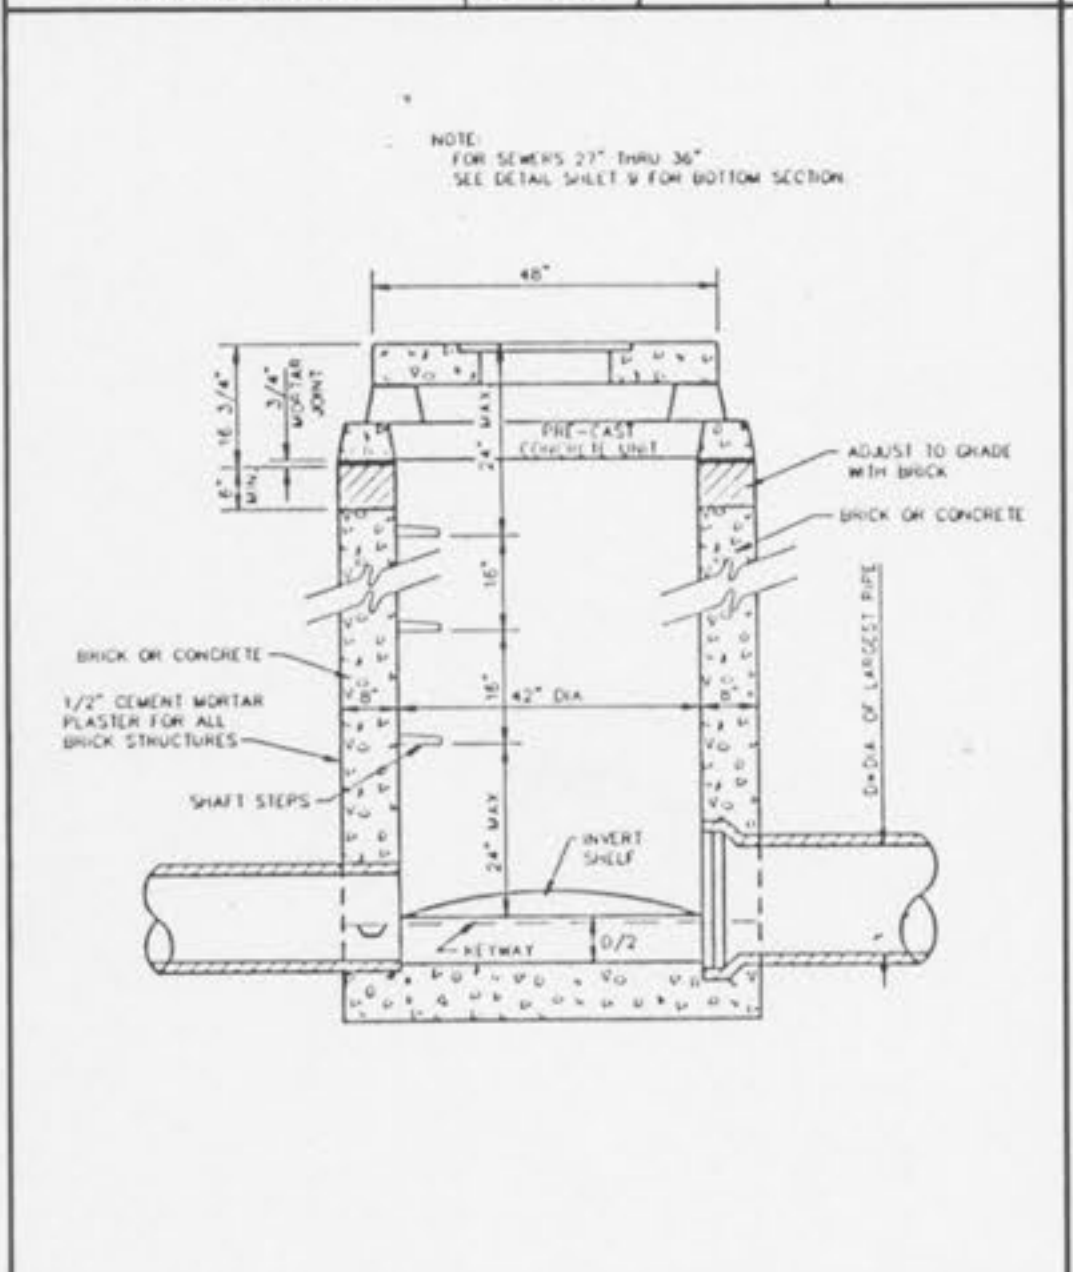 NOTE:
FOR SEWERS 27" THRU 36"
SEE DETAIL SHEET 9 FOR BOTTOM SECTION
48"
16 3/4"
3/4"
MORTAR
JOINT
24" MAX
PRE-CAST
CONCRETE UNIT
6"
MIN.
ADJUST TO GRADE
WITH BRICK
BRICK OR CONCRETE
16"
D=DIA OF LARGEST PIPE
BRICK OR CONCRETE
8"
16"
42" DIA
8"
1/2" CEMENT MORTAR
PLASTER FOR ALL
BRICK STRUCTURES
SHAFT STEPS
24" MAX
INVERT
SHELF
KEYWAY
D/2